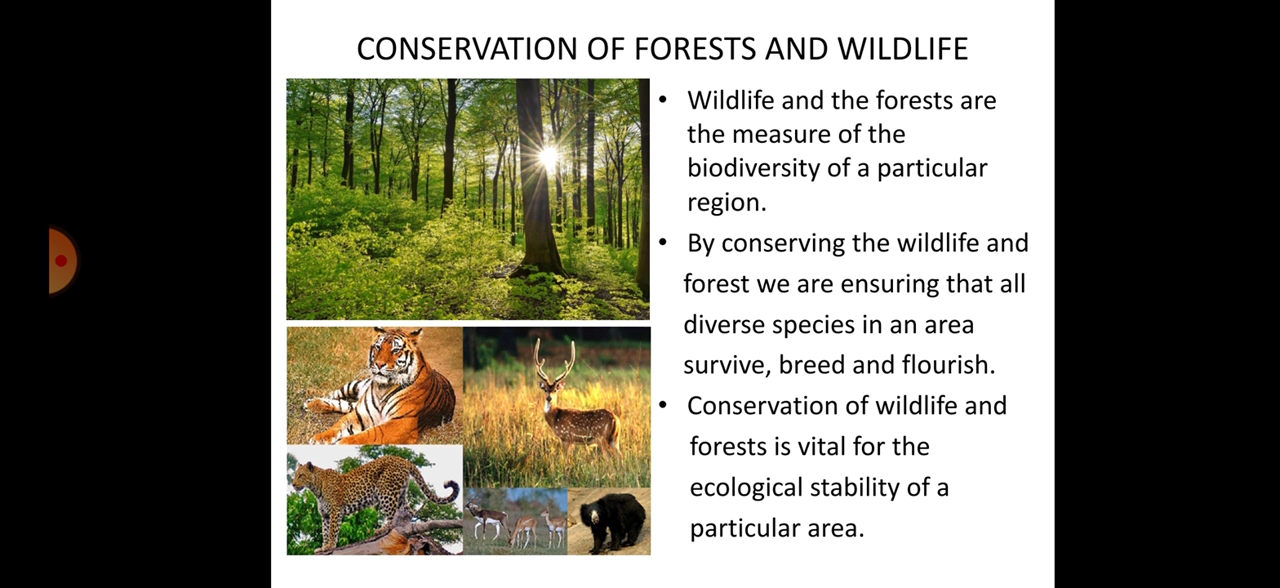 CONSERVATION OF FORESTS AND WILDLIFE
• Wildlife and the forests are
the measure of the
biodiversity of a particular
region.
• By conserving the wildlife and
forest we are ensuring that all
diverse species in an area
survive, breed and flourish.
• Conservation of wildlife and
forests is vital for the
ecological stability of a
particular area.